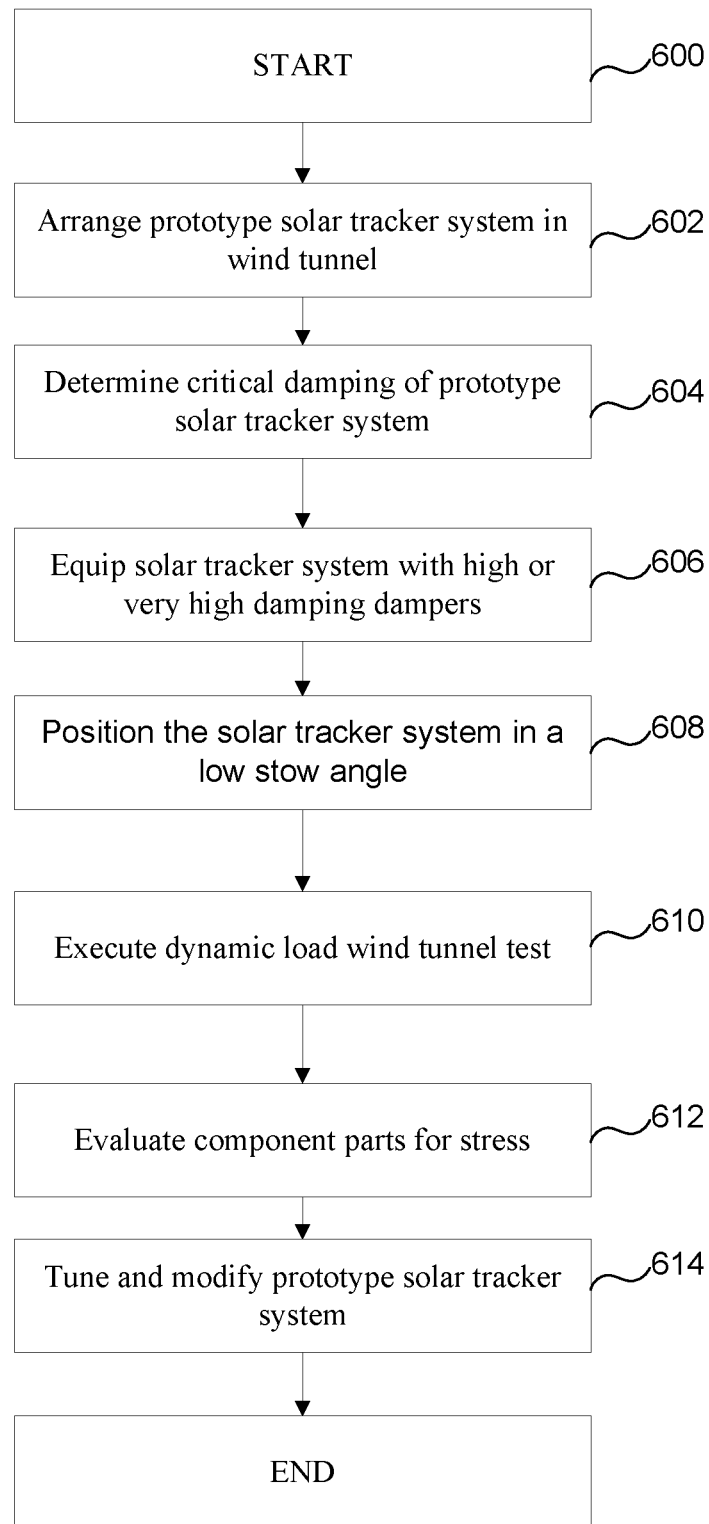 START
600
Arrange prototype solar tracker system in
wind tunnel
602
Determine critical damping of prototype
solar tracker system
604
Equip solar tracker system with high or
very high damping dampers
606
Position the solar tracker system in a
low stow angle
608
Execute dynamic load wind tunnel test
610
Evaluate component parts for stress
612
Tune and modify prototype solar tracker
system
614
END